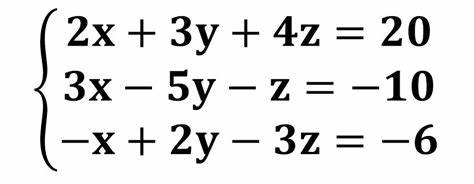 2x + 3y + 4z = 20
3x − 5y − z = −10
−x + 2y − 3z = −6